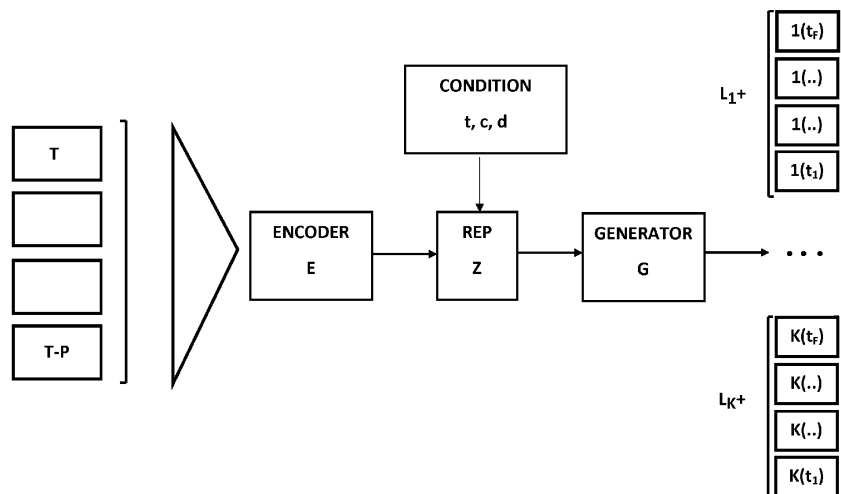 T
T-P
ENCODER
E
CONDITION
t, c, d
REP
Z
GENERATOR
G
...
L1+
1(tF)
1(..)
1(..)
1(t1)
LK+
K(tF)
K(..)
K(..)
K(t1)